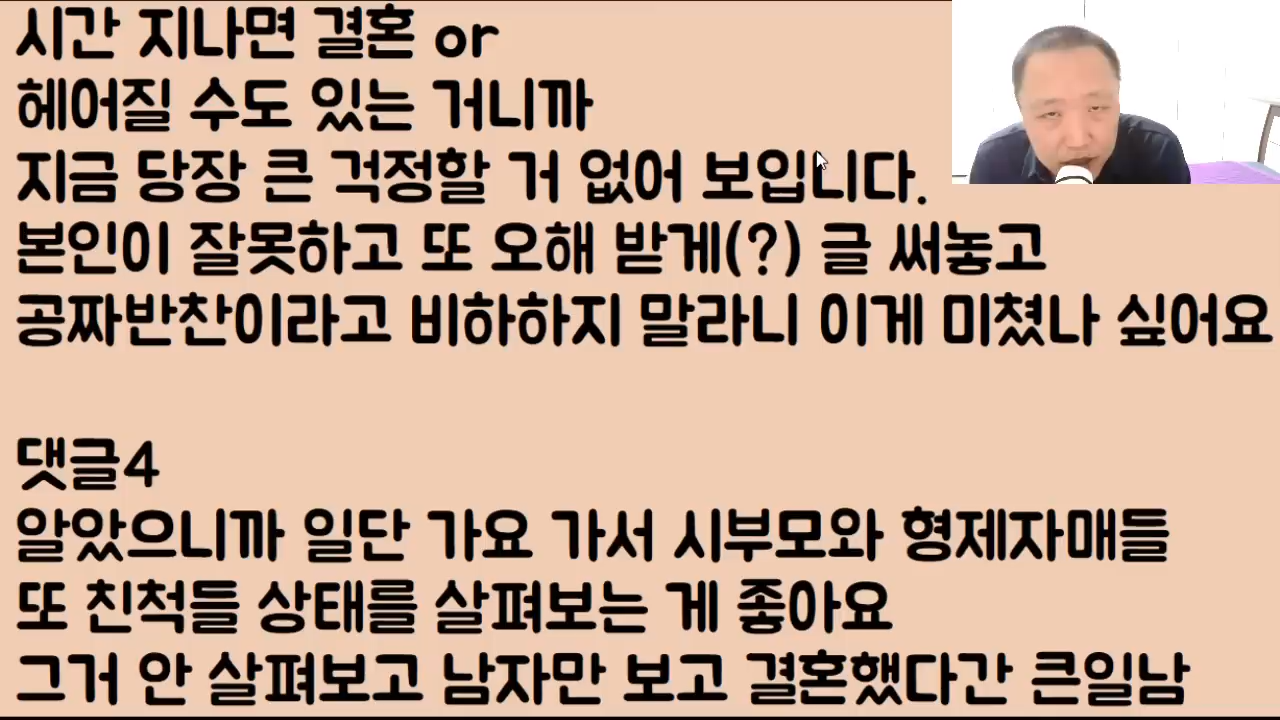 시간 지나면 결혼 or
헤어질 수도 있는 거니까
지금 당장 큰 걱정할 거 없어 보입니다.
본인이 잘못하고 또 오해 받게(?) 글 써놓고
공짜반찬이라고 비하하지 말라니 이게 미쳤나 싶어요
댓글4
알았으니까 일단 가요 가서 시부모와 형제자매들
또 친척들 상태를 살펴보는 게 좋아요
그거 안 살펴보고 남자만 보고 결혼했다간 큰일남